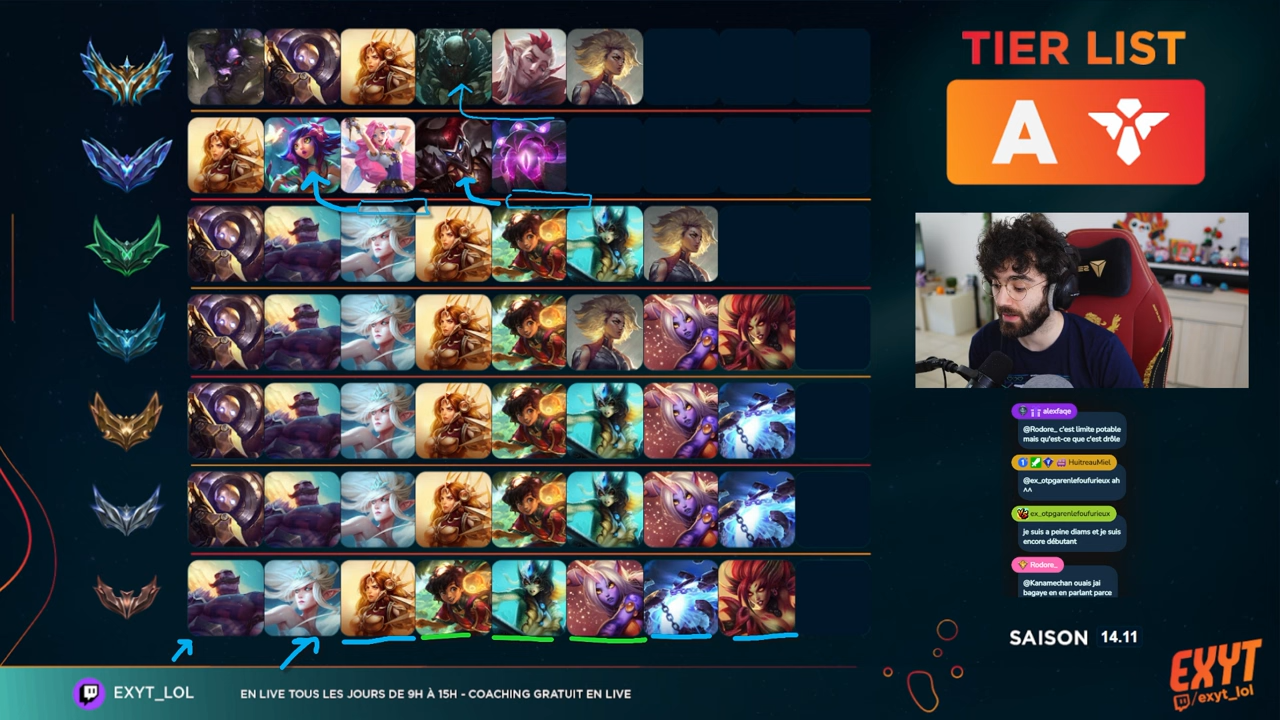 TIER LIST
A
alexfaqe
@Rodore_ c'est limite potable
mais qu'est-ce que c'est drôle
HuitreauMiel
@ex_otpgarenlefoufurieux ah
^^
ex_otpgarenlefoufurieux
je suis a peine diams et je suis
encore débutant
Rodore_
@Kanamechan ouais jai
bagaye en en parlant parce
SAISON 14.11
EXYT
/exyt_lol
EXYT_LOL
EN LIVE TOUS LES JOURS DE 9H À 15H - COACHING GRATUIT EN LIVE